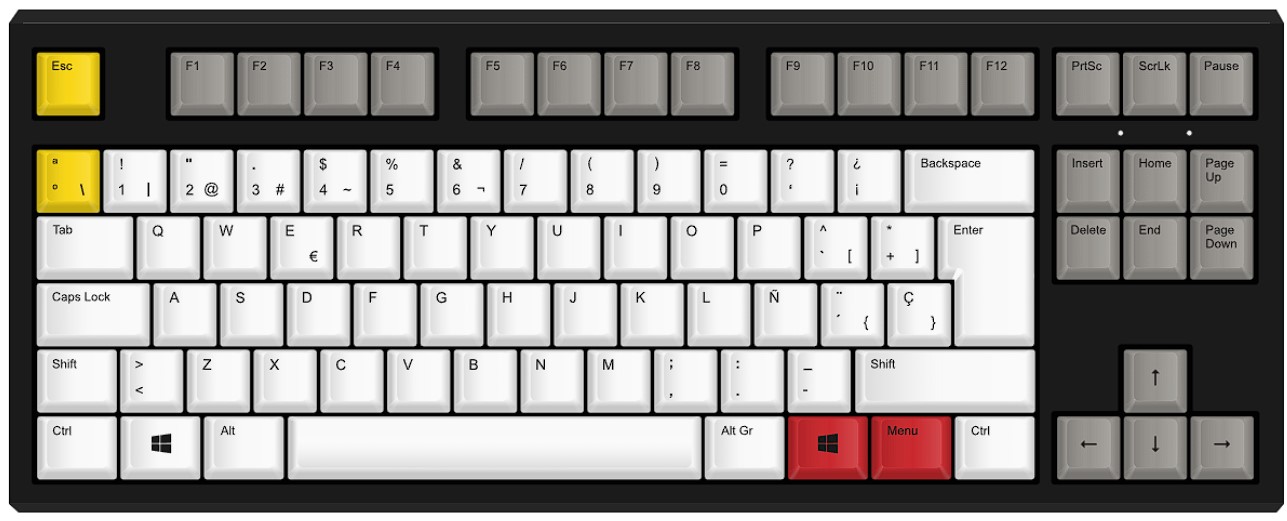 Esc F1 F2 F3 F4 F5 F6 F7 F8 F9 F10 F11 F12 PrtSc ScrLk Pause
ª ! " · $ % & / ( ) = ? ¿ Backspace Insert Home Page
º \ 1 | 2 @ 3 # 4 ~ 5 6 ¬ 7 8 9 0 ‘ ¡ Up
Tab Q W E R T Y U I O P ^ * Enter Delete End Page
€ ` [ + ] Down
Caps Lock A S D F G H J K L Ñ ¨ Ç
´ { }
Shift > Z X C V B N M ; : _ Shift ↑
< , . -
Ctrl Alt Alt Gr Menu Ctrl ← ↓ →